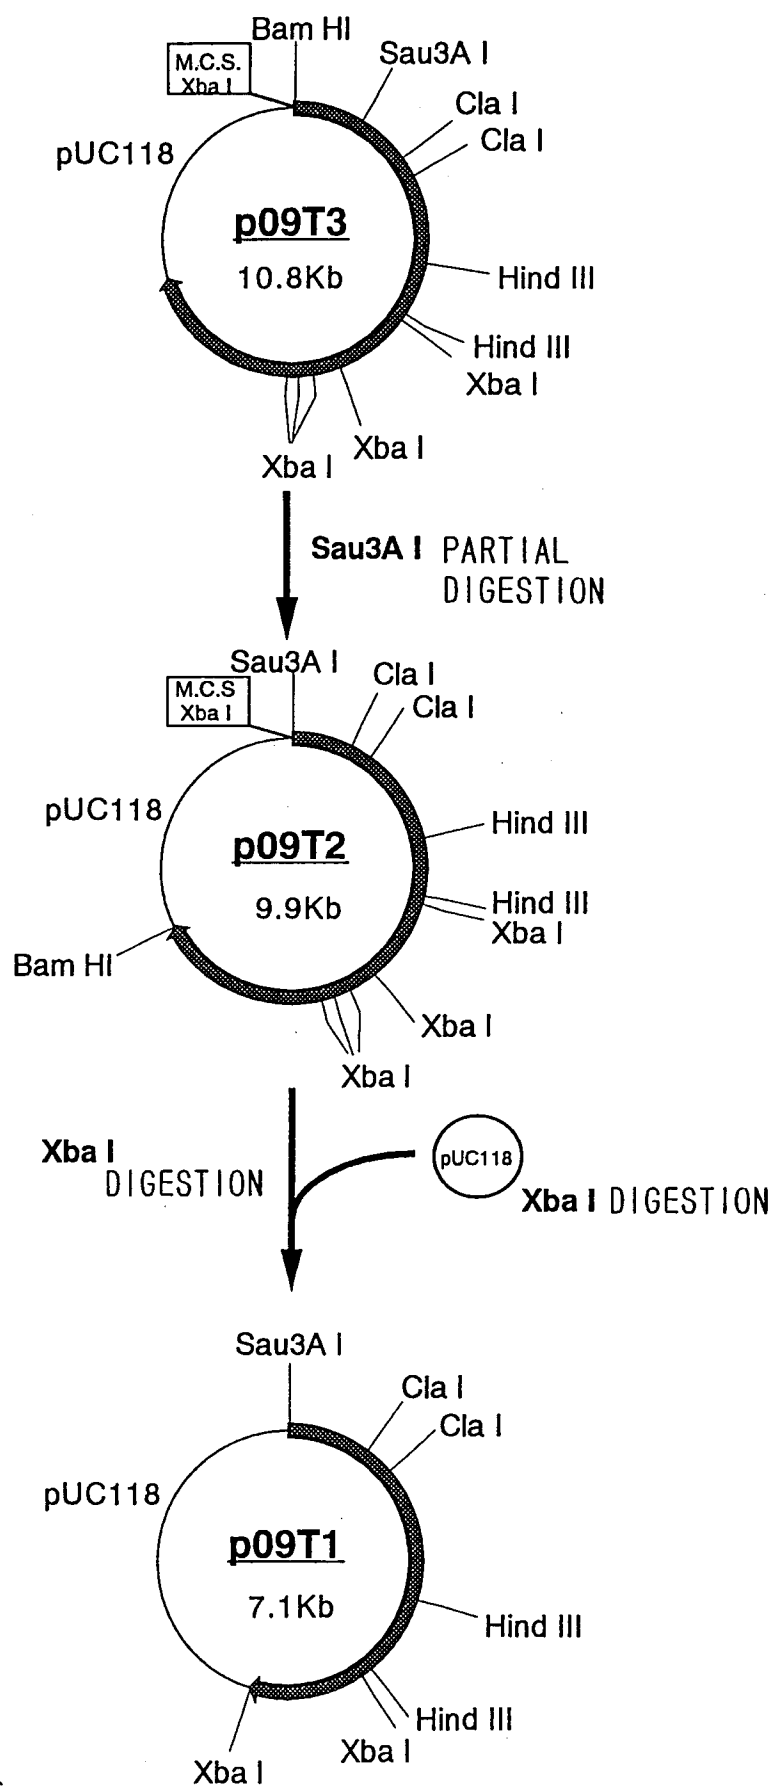 Bam HI
M.C.S.
Xba I
Sau3A I
Cla I
Cla I
pUC118
p09T3
10.8Kb
Hind III
Hind III
Xba I
Xba I
Xba I
Sau3A I PARTIAL
DIGESTION
Sau3A I
M.C.S
Xba I
Cla I
Cla I
pUC118
Hind III
p09T2
9.9Kb
Hind III
Xba I
Bam HI
Xba I
Xba I
Xba I
DIGESTION
pUC118
Xba I DIGESTION
Sau3A I
Cla I
Cla I
pUC118
p09T1
7.1Kb
Hind III
Hind III
Xba I
Xba I